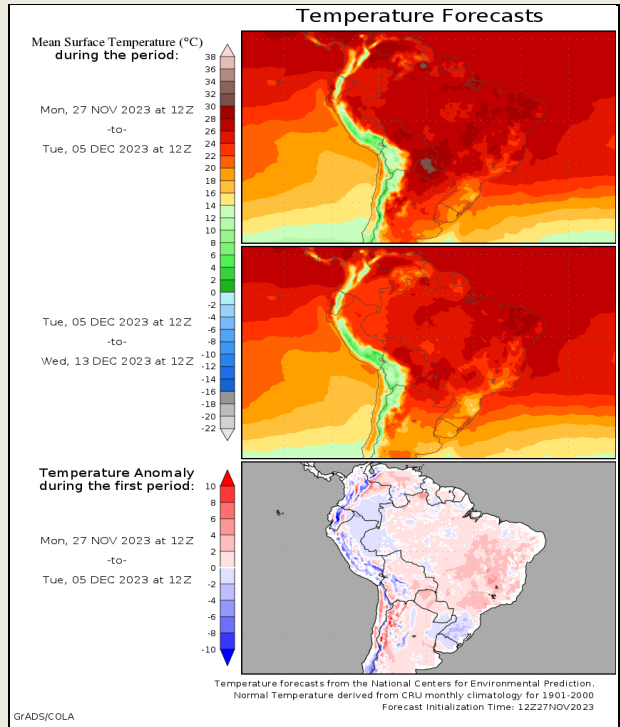 Temperature Forecasts
Mean Surface Temperature (°C)
during the period:
Mon, 27 NOV 2023 at 12Z
-to-
Tue, 05 DEC 2023 at 12Z
38
36
34
32
30
28
26
24
22
20
18
16
14
12
10
8
6
4
2
0
-2
-4
-6
-8
-10
-12
-14
-16
-18
-20
-22
Tue, 05 DEC 2023 at 12Z
-to-
Wed, 13 DEC 2023 at 12Z
Temperature Anomaly
during the first period:
Mon, 27 NOV 2023 at 12Z
-to-
Tue, 05 DEC 2023 at 12Z
10
8
6
4
2
0
-2
-4
-6
-8
-10
Temperature forecasts from the National Centers for Environmental Prediction.
Normal Temperature derived from CRU monthly climatology for 1901-2000
Forecast Initialization Time: 12Z27NOV2023
GrADS/COLA